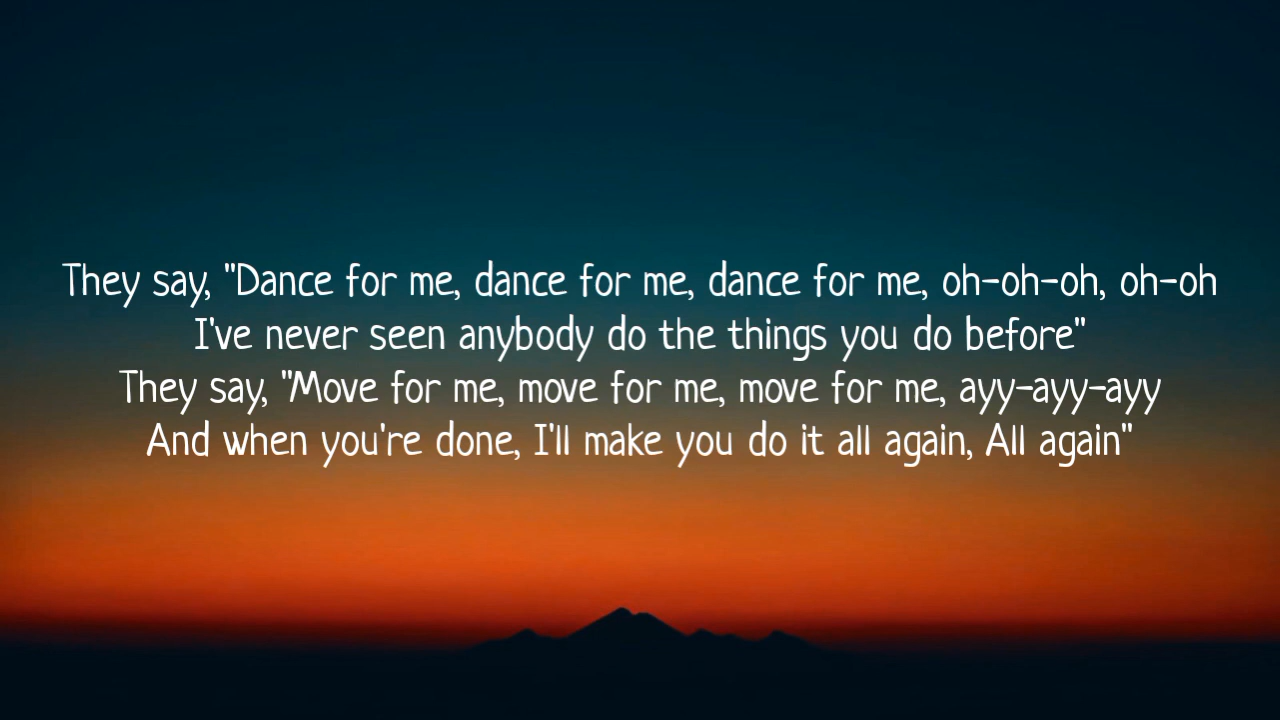 They say, "Dance for me, dance for me, dance for me, oh-oh-oh, oh-oh
I've never seen anybody do the things you do before"
They say, "Move for me, move for me, move for me, ayy-ayy-ayy
And when you're done, I'll make you do it all again, All again"